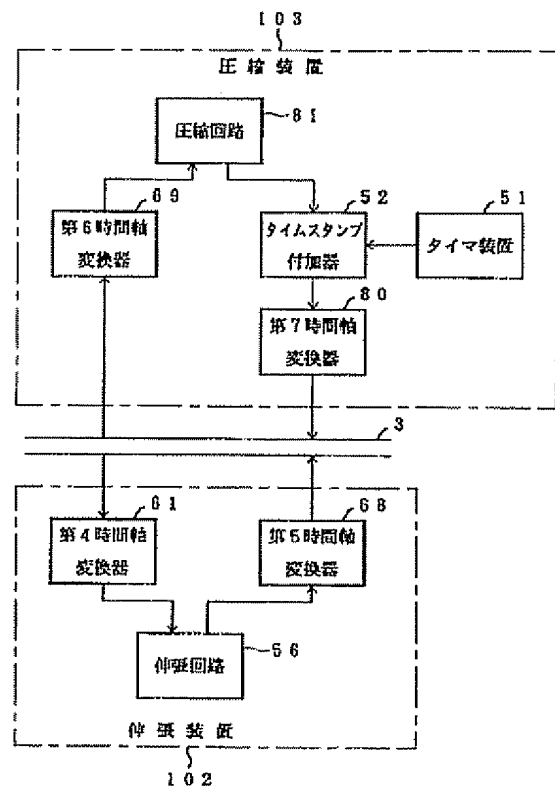 103
圧縮装置
圧縮回路
81
69
第6時間軸
変換器
52
タイムスタンプ
付加器
51
タイマ装置
80
第7時間軸
変換器
3
61
第4時間軸
変換器
68
第5時間軸
変換器
伸張回路
56
伸張装置
102